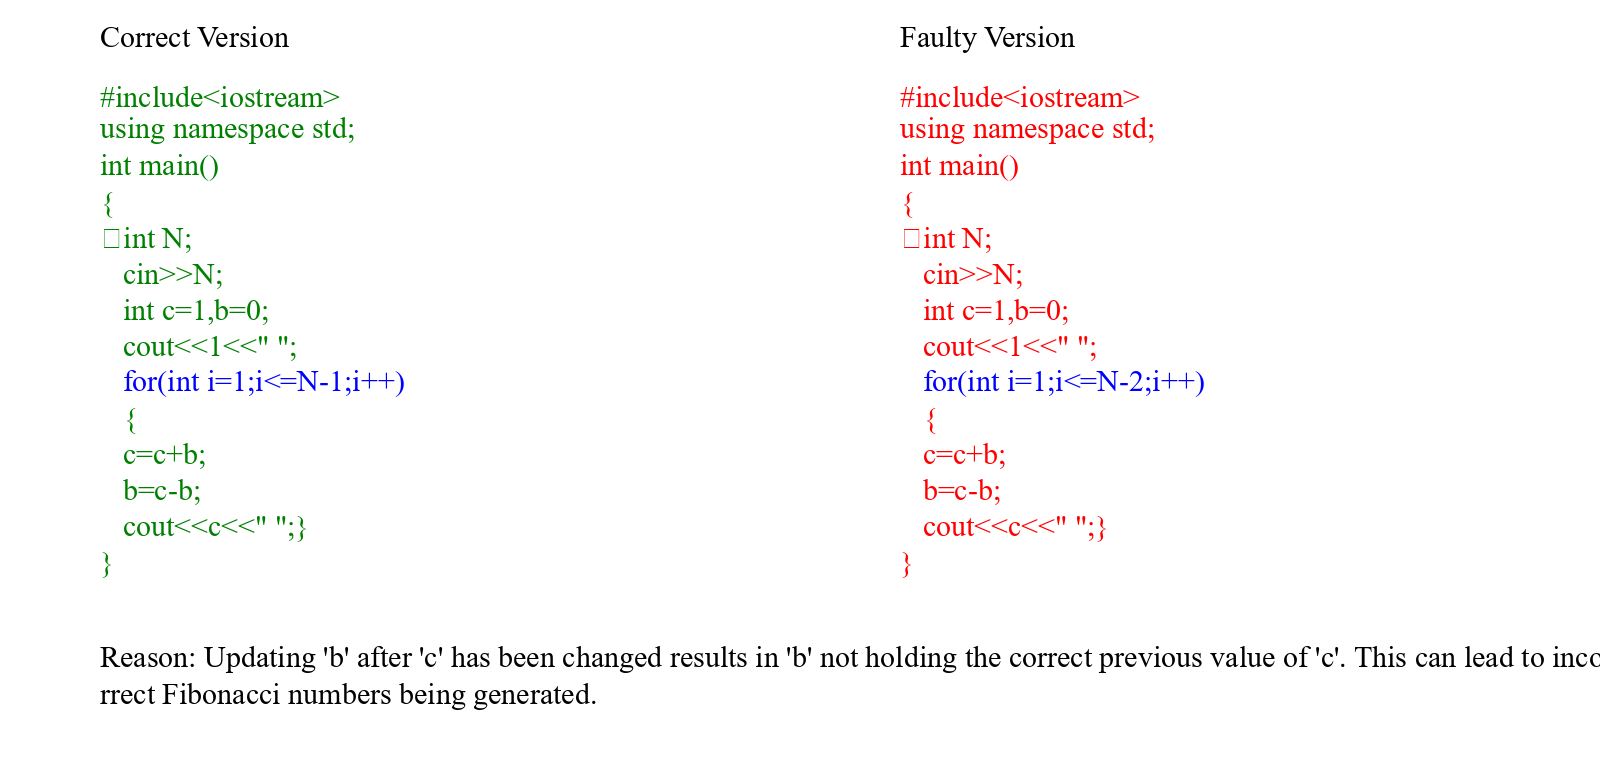 Correct Version
Faulty Version
#include<iostream>
using namespace std;
int main()
{
int N;
cin>>N;
int c=1,b=0;
cout<<1<<" ";
for(int i=1;i<=N-1;i++)
{
c=c+b;
b=c-b;
cout<<c<<" ";}
}
#include<iostream>
using namespace std;
int main()
{
int N;
cin>>N;
int c=1,b=0;
cout<<1<<" ";
for(int i=1;i<=N-2;i++)
{
c=c+b;
b=c-b;
cout<<c<<" ";}
}
Reason: Updating 'b' after 'c' has been changed results in 'b' not holding the correct previous value of 'c'. This can lead to inco
rrect Fibonacci numbers being generated.